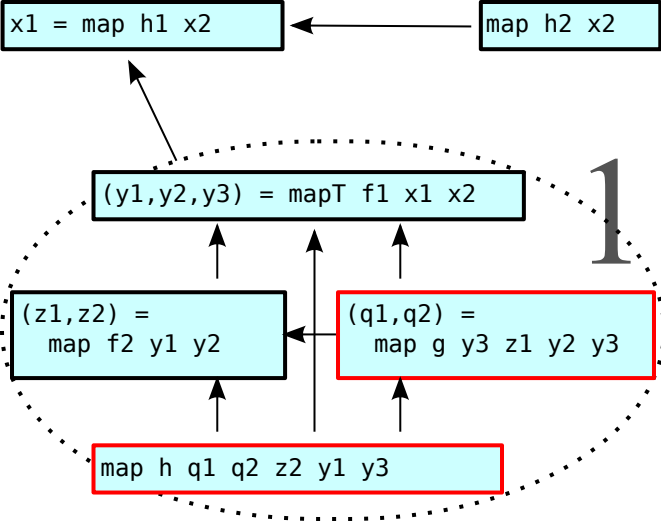 x1 = map h1 x2
map h2 x2
(y1,y2,y3) = mapT f1 x1 x2
1
(z1,z2) =
map f2 y1 y2
(q1,q2) =
map g y3 z1 y2 y3
map h q1 q2 z2 y1 y3